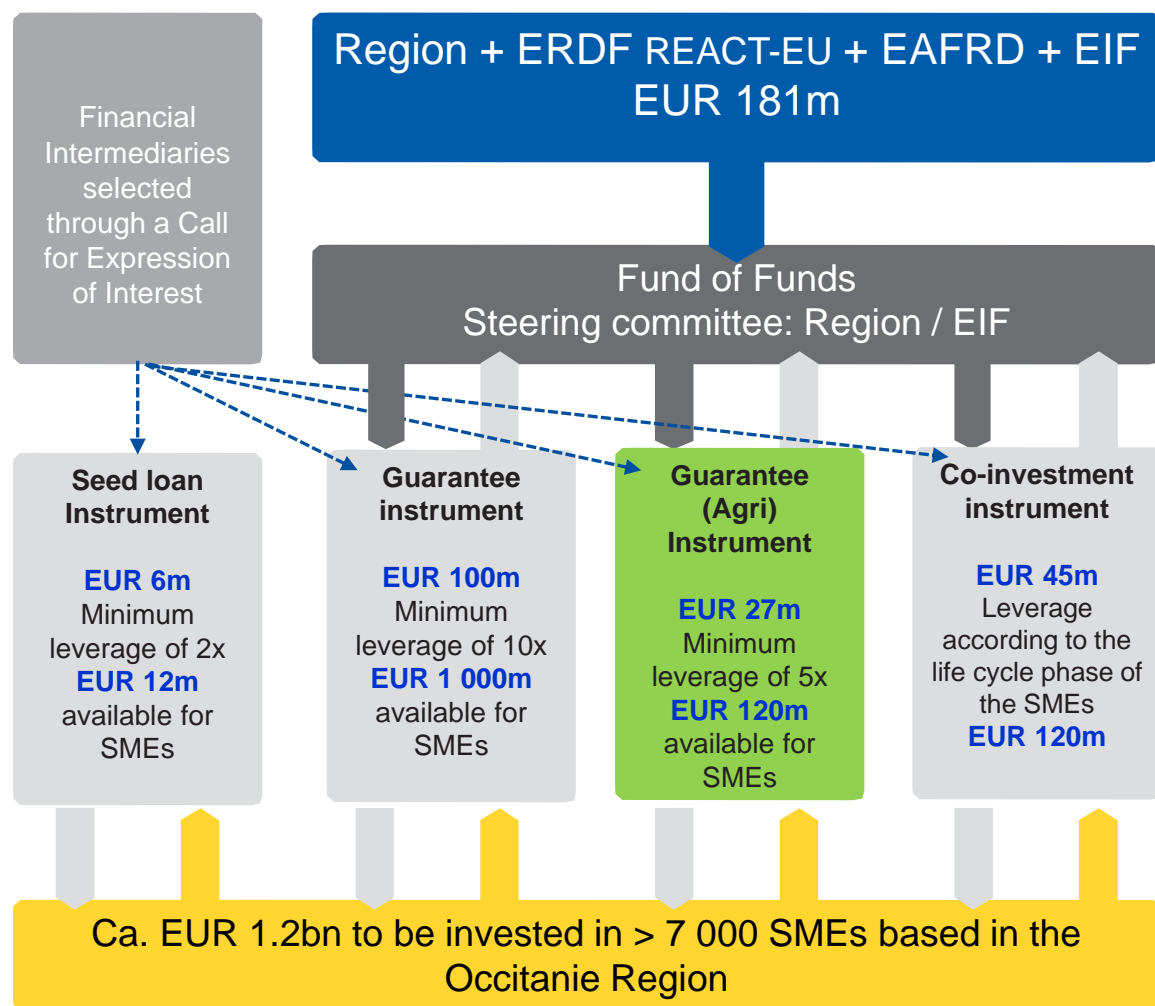 Financial
Intermediaries
selected
through a Call
for Expression
of Interest
Region + ERDF REACT-EU + EAFRD + EIF
EUR 181m
Fund of Funds
Steering committee: Region / EIF
Seed loan
Instrument
EUR 6m
Minimum
leverage of 2x
EUR 12m
available for
SMEs
Guarantee
instrument
EUR 100m
Minimum
leverage of 10x
EUR 1 000m
available for
SMEs
Guarantee
(Agri)
Instrument
EUR 27m
Minimum
leverage of 5x
EUR 120m
available for
SMEs
Co-investment
instrument
EUR 45m
Leverage
according to the
life cycle phase of
the SMEs
EUR 120m
Ca. EUR 1.2bn to be invested in > 7 000 SMEs based in the
Occitanie Region